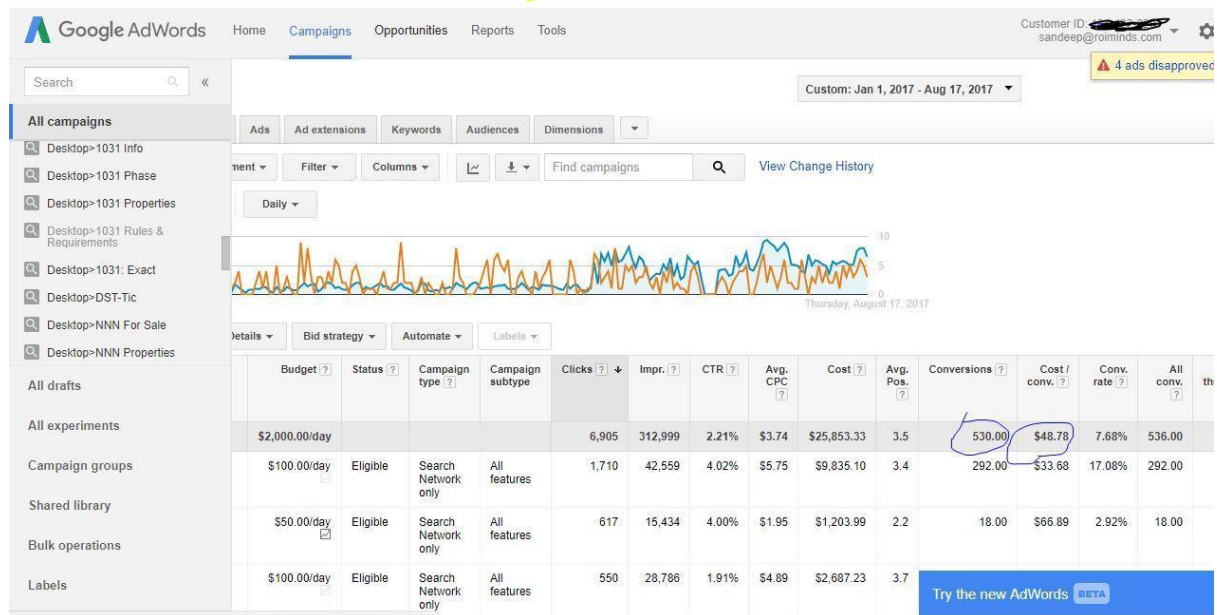 Google AdWords Home Campaigns Opportunities Reports Tools
Customer ID:
sandeep@roiminds.com
4 ads disapproved
Search «
Custom: Jan 1, 2017 - Aug 17, 2017
All campaigns
Ads Ad extensions Keywords Audiences Dimensions
Desktop>1031 Info
Desktop>1031 Phase
Desktop>1031 Properties
Desktop>1031 Rules &
Requirements
Desktop>1031: Exact
Desktop>DST-Tic
Desktop>NNN For Sale
Desktop>NNN Properties
All drafts
All experiments
Campaign groups
Shared library
Bulk operations
Labels
ment Filter Columns Find campaigns View Change History
Daily
10
5
0
Thursday, August 17, 2017
Details Bid strategy Automate Labels
Budget ? Status ? Campaign type ? Campaign subtype Clicks ? Impr. ? CTR ? Avg. CPC ? Cost ? Avg. Pos. ? Conversions ? Cost / conv. ? Conv. rate ? All conv. ? th
$2,000.00/day 6,905 312,999 2.21% $3.74 $25,853.33 3.5 530.00 $48.78 7.68% 536.00
$100.00/day Eligible Search Network only All features 1,710 42,559 4.02% $5.75 $9,835.10 3.4 292.00 $33.68 17.08% 292.00
$50.00/day Eligible Search Network only All features 617 15,434 4.00% $1.95 $1,203.99 2.2 18.00 $66.89 2.92% 18.00
$100.00/day Eligible Search Network only All features 550 28,786 1.91% $4.89 $2,687.23 3.7
Try the new AdWords BETA